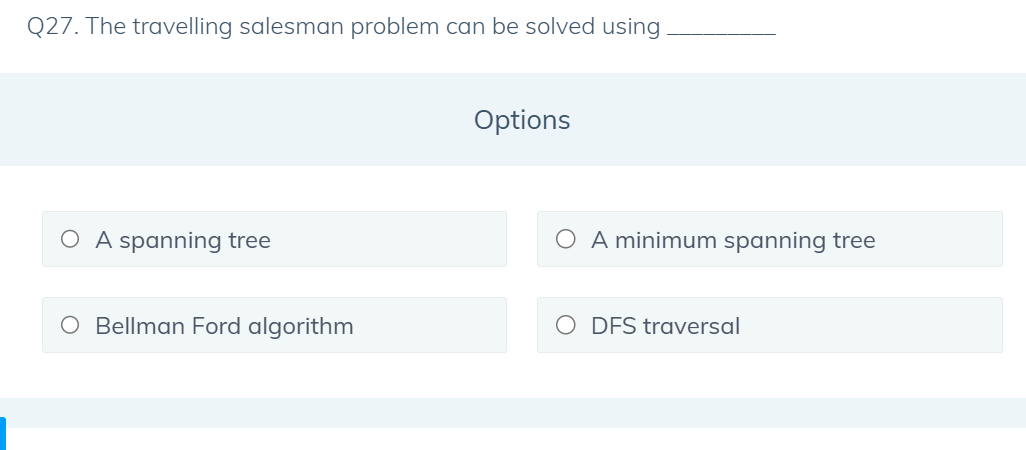 Q27. The travelling salesman problem can be solved using _________
Options
A spanning tree
A minimum spanning tree
Bellman Ford algorithm
DFS traversal